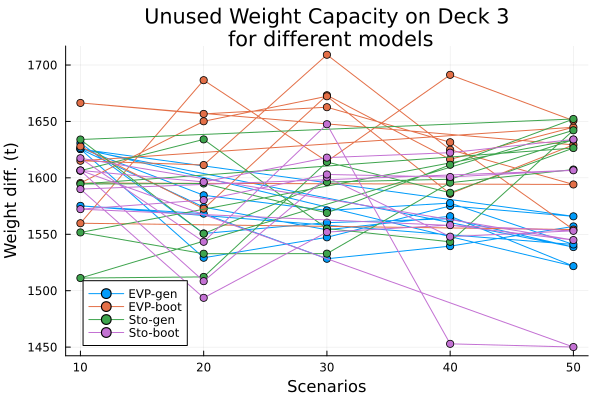 Unused Weight Capacity on Deck 3
for different models
Weight diff. (t)
1700
1650
1600
1550
1500
1450
EVP-gen
EVP-boot
Sto-gen
Sto-boot
10 20 30 40 50
Scenarios